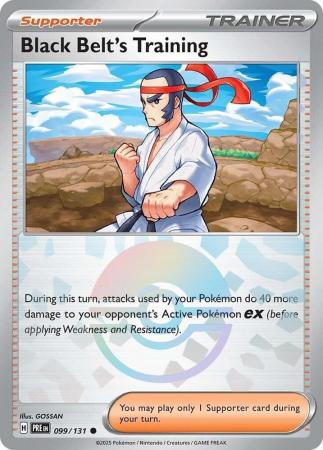 Supporter TRAINER
Black Belt's Training
During this turn, attacks used by your Pokémon do 40 more
damage to your opponent's Active Pokémon ex (before
applying Weakness and Resistance).
Illus. GOSSAN
H PRE EN 099/131
You may play only 1 Supporter card during
your turn.
©2025 Pokémon / Nintendo / Creatures / GAME FREAK